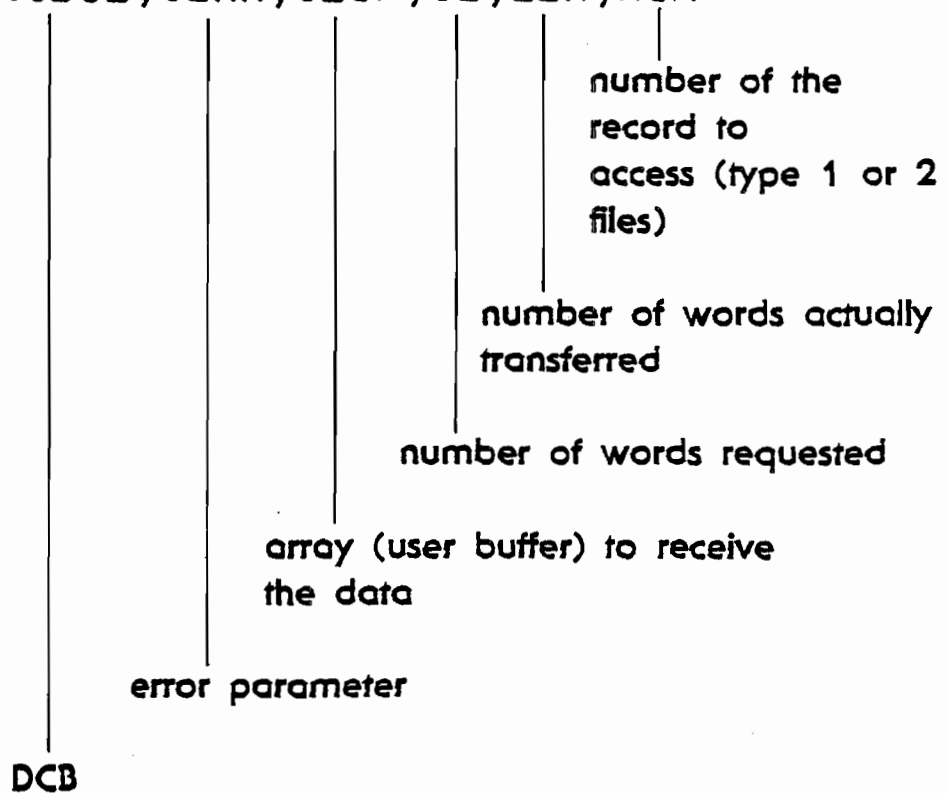 number of the
record to
access (type 1 or 2
files)
number of words actually
transferred
number of words requested
array (user buffer) to receive
the data
error parameter
DCB